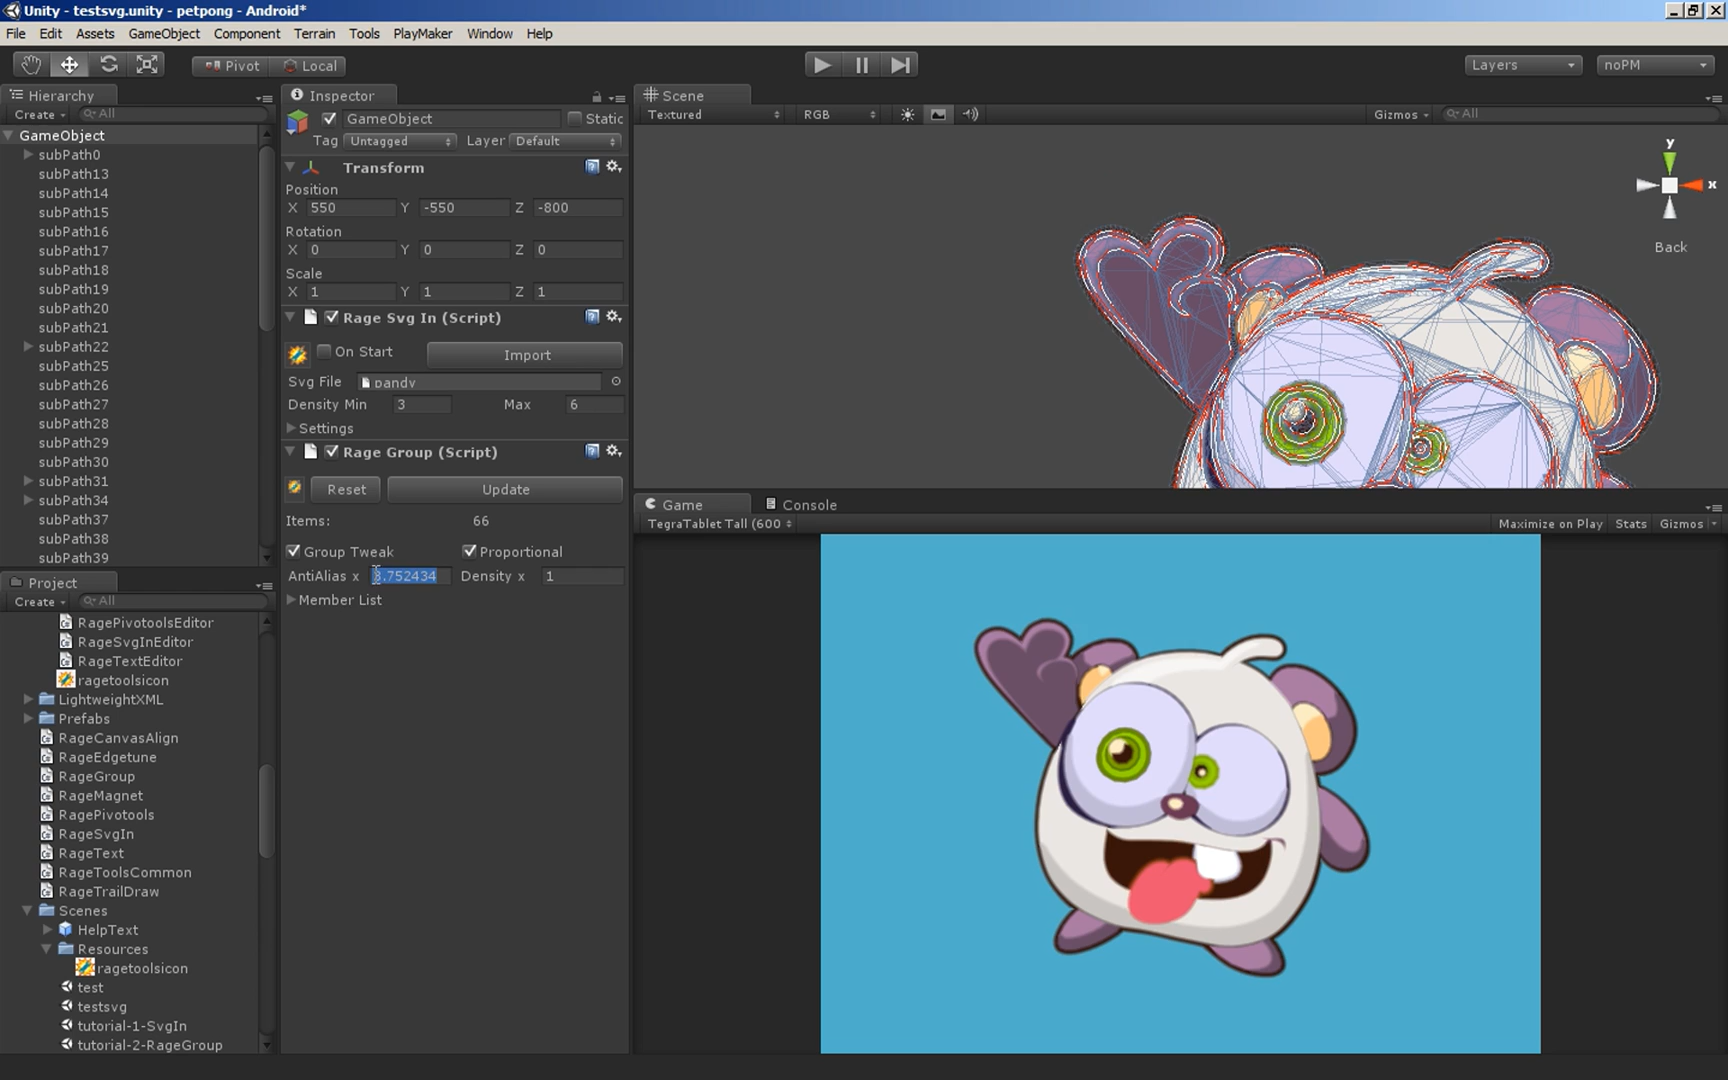 Unity - testsvg.unity - petpong - Android*
File Edit Assets GameObject Component Terrain Tools PlayMaker Window Help
Pivot Local
Layers noPM
Hierarchy
Create All
GameObject
subPath0
subPath13
subPath14
subPath15
subPath16
subPath17
subPath18
subPath19
subPath20
subPath21
subPath22
subPath25
subPath26
subPath27
subPath28
subPath29
subPath30
subPath31
subPath34
subPath37
subPath38
subPath39
Project
Create All
RagePivotoolsEditor
RageSvgInEditor
RageTextEditor
ragetoolsicon
LightweightXML
Prefabs
RageCanvasAlign
RageEdgetune
RageGroup
RageMagnet
RagePivotools
RageSvgIn
RageText
RageToolsCommon
RageTrailDraw
Scenes
HelpText
Resources
ragetoolsicon
test
testsvg
tutorial-1-SvgIn
tutorial-2-RageGroup
Inspector
GameObject Static
Tag Untagged Layer Default
Transform
Position
X 550 Y -550 Z -800
Rotation
X 0 Y 0 Z 0
Scale
X 1 Y 1 Z 1
Rage Svg In (Script)
On Start Import
Svg File pandy
Density Min 3 Max 6
Settings
Rage Group (Script)
Reset Update
Items: 66
Group Tweak Proportional
AntiAlias x .752434 Density x 1
Member List
Scene
Textured RGB Gizmos All
y
x
Back
Game Console
TegraTablet Tall (600 Maximize on Play Stats Gizmos